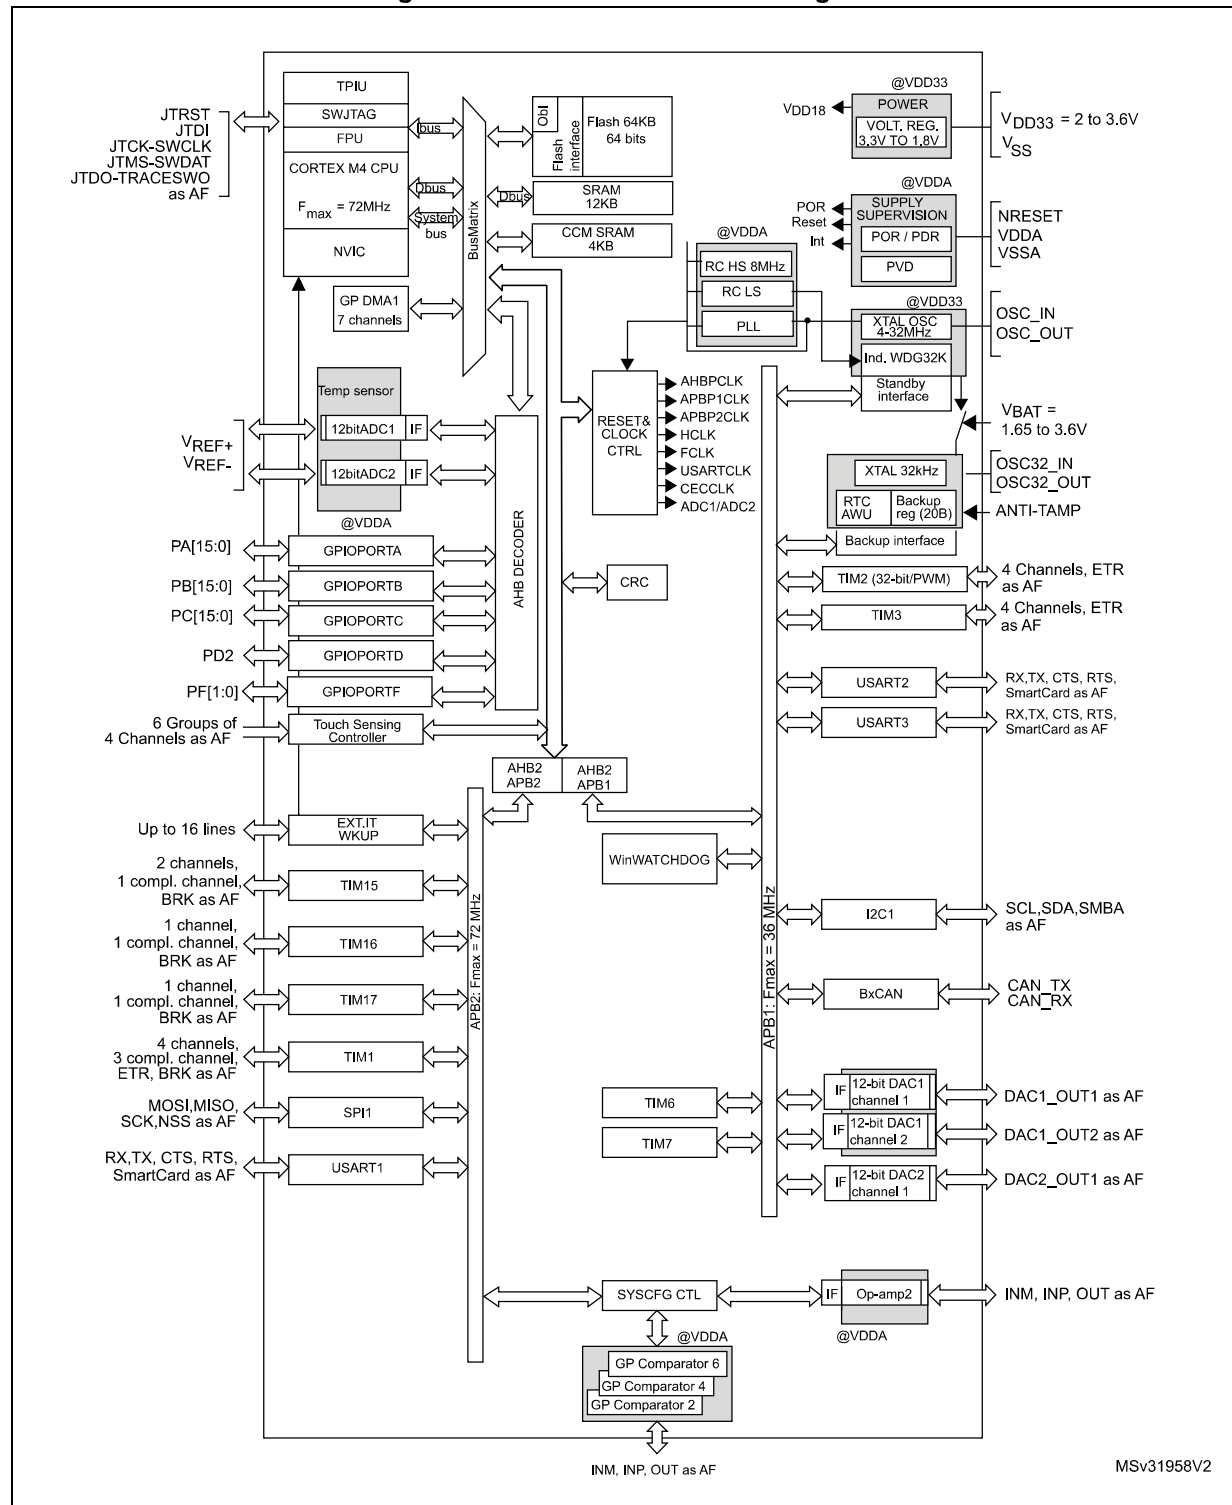 TPIU
SWJTAG
FPU
CORTEX M4 CPU
Fmax = 72MHz
NVIC
JTRST
JTDI
JTCK-SWCLK
JTMS-SWDAT
JTDO-TRACESWO
as AF
Ibus
Dbus
System
bus
BusMatrix
Obl
Flash
interface
Flash 64KB
64 bits
Dbus
SRAM
12KB
CCM SRAM
4KB
GP DMA1
7 channels
@VDD33
VDD18
POWER
VOLT. REG.
3.3V TO 1.8V
VDD33 = 2 to 3.6V
VSS
@VDDA
POR
Reset
Int
SUPPLY
SUPERVISION
POR / PDR
PVD
NRESET
VDDA
VSSA
@VDDA
RC HS 8MHz
RC LS
PLL
@VDD33
XTAL OSC
4-32MHz
Ind. WDG32K
Standby
interface
OSC_IN
OSC_OUT
VBAT =
1.65 to 3.6V
XTAL 32kHz
RTC
AWU
Backup
reg (20B)
Backup interface
OSC32_IN
OSC32_OUT
ANTI-TAMP
RESET&
CLOCK
CTRL
AHBPCLK
APBP1CLK
APBP2CLK
HCLK
FCLK
USARTCLK
CECCLK
ADC1/ADC2
Temp sensor
12bitADC1 IF
12bitADC2 IF
@VDDA
VREF+
VREF-
AHB DECODER
CRC
PA[15:0]
GPIOPORTA
PB[15:0]
GPIOPORTB
PC[15:0]
GPIOPORTC
PD2
GPIOPORTD
PF[1:0]
GPIOPORTF
6 Groups of
4 Channels as AF
Touch Sensing
Controller
AHB2
APB2
AHB2
APB1
TIM2 (32-bit/PWM)
4 Channels, ETR
as AF
TIM3
4 Channels, ETR
as AF
USART2
RX,TX, CTS, RTS,
SmartCard as AF
USART3
RX,TX, CTS, RTS,
SmartCard as AF
Up to 16 lines
EXT.IT
WKUP
WinWATCHDOG
2 channels,
1 compl. channel,
BRK as AF
TIM15
1 channel,
1 compl. channel,
BRK as AF
TIM16
1 channel,
1 compl. channel,
BRK as AF
TIM17
4 channels,
3 compl. channel,
ETR, BRK as AF
TIM1
MOSI,MISO,
SCK,NSS as AF
SPI1
RX,TX, CTS, RTS,
SmartCard as AF
USART1
APB2: Fmax = 72 MHz
APB1: Fmax = 36 MHz
I2C1
SCL,SDA,SMBA
as AF
BxCAN
CAN_TX
CAN_RX
TIM6
TIM7
IF 12-bit DAC1
channel 1
DAC1_OUT1 as AF
IF 12-bit DAC1
channel 2
DAC1_OUT2 as AF
IF 12-bit DAC2
channel 1
DAC2_OUT1 as AF
SYSCFG CTL
IF Op-amp2
@VDDA
INM, INP, OUT as AF
@VDDA
GP Comparator 6
GP Comparator 4
GP Comparator 2
INM, INP, OUT as AF
MSv31958V2